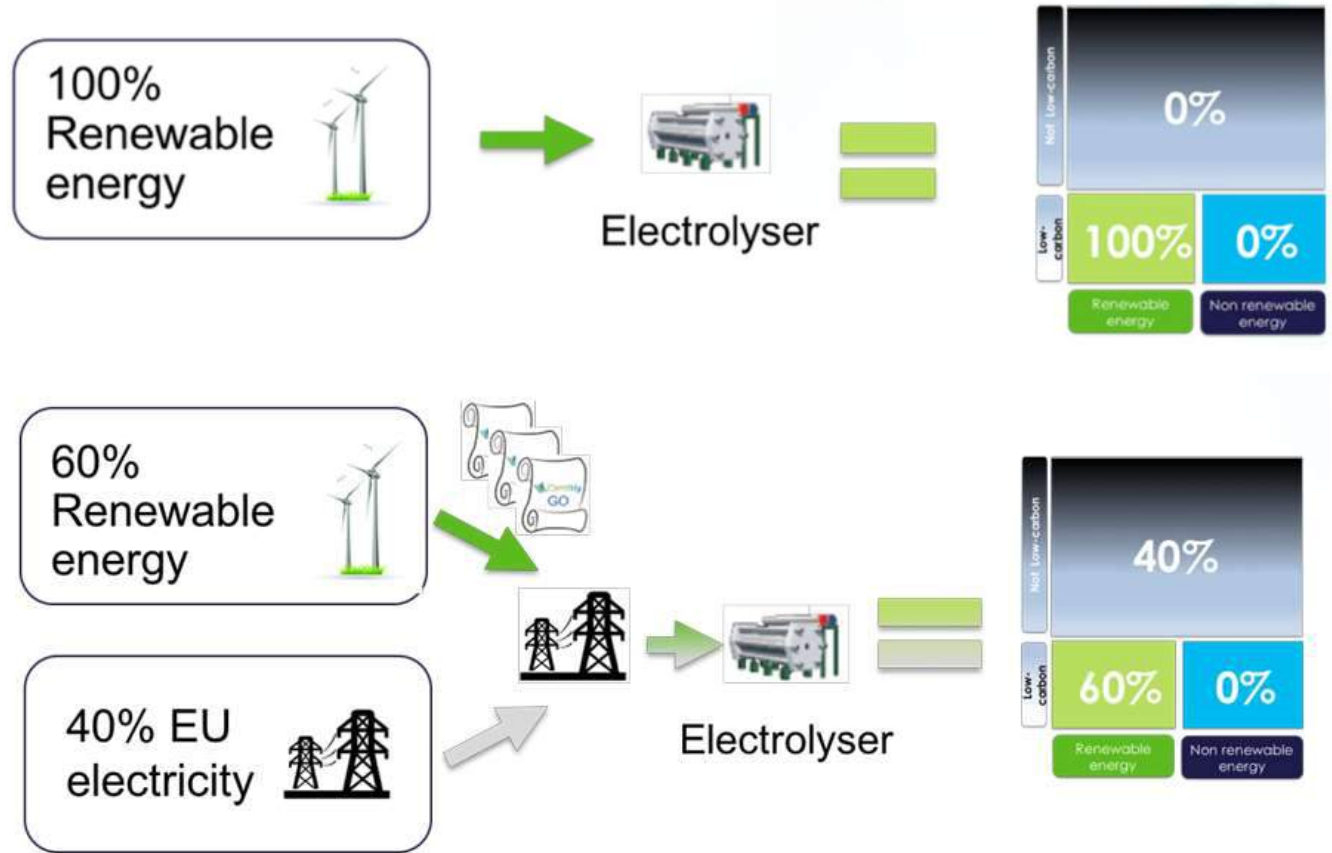 100%
Renewable
energy
Electrolyser
Not Low-carbon
0%
Low-
carbon
100%
0%
Renewable
energy
Non renewable
energy
60%
Renewable
energy
GO
40% EU
electricity
Electrolyser
Not Low-carbon
40%
Low-
carbon
60%
0%
Renewable
energy
Non renewable
energy